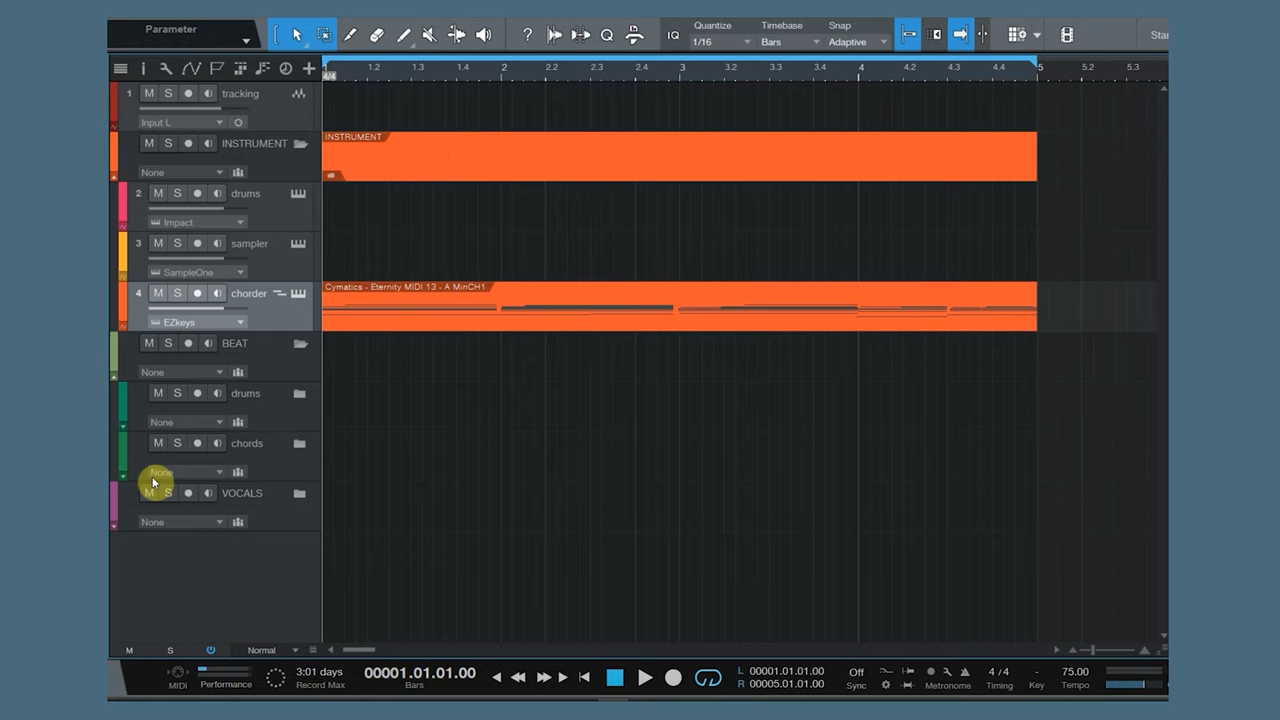 Parameter
? IQ Quantize Timebase Snap Star
1/16 Bars Adaptive
1 1.2 1.3 1.4 2 2.2 2.3 2.4 3 3.2 3.3 3.4 4 4.2 4.3 4.4 5 5.2 5.3
4/4
1 M S tracking
Input L
M S INSTRUMENT
None
INSTRUMENT
2 M S drums
Impact
3 M S sampler
SampleOne
4 M S chorder
EZkeys
Cymatics - Eternity MIDI 13 - A MinCH1
M S BEAT
None
M S drums
None
M S chords
None
M S VOCALS
None
M S Normal
MIDI Performance
3:01 days
Record Max
00001.01.01.00
Bars
L 00001.01.01.00
R 00005.01.01.00
Off
Sync
Metronome
4 / 4
Timing
Key
75.00
Tempo